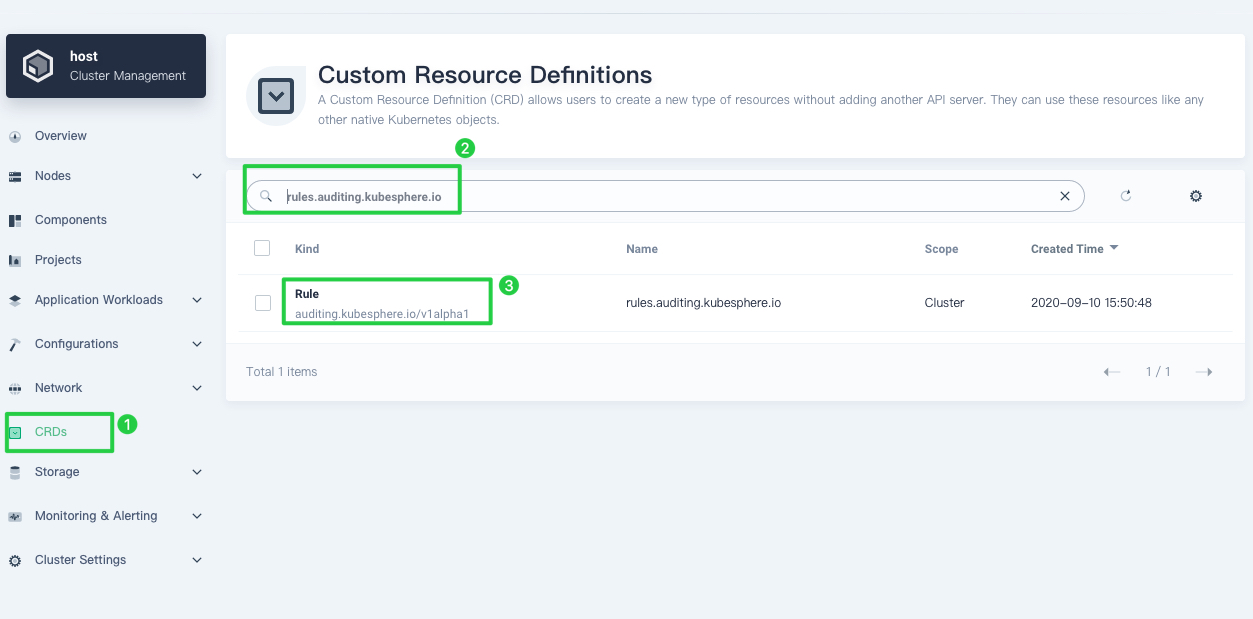 host
Cluster Management
Overview
Nodes
Components
Projects
Application Workloads
Configurations
Network
CRDs
1
Storage
Monitoring & Alerting
Cluster Settings
Custom Resource Definitions
A Custom Resource Definition (CRD) allows users to create a new type of resources without adding another API server. They can use these resources like any
other native Kubernetes objects.
2
rules.auditing.kubesphere.io
Kind Name Scope Created Time
3
Rule
auditing.kubesphere.io/v1alpha1
rules.auditing.kubesphere.io Cluster 2020-09-10 15:50:48
Total 1 items 1 / 1